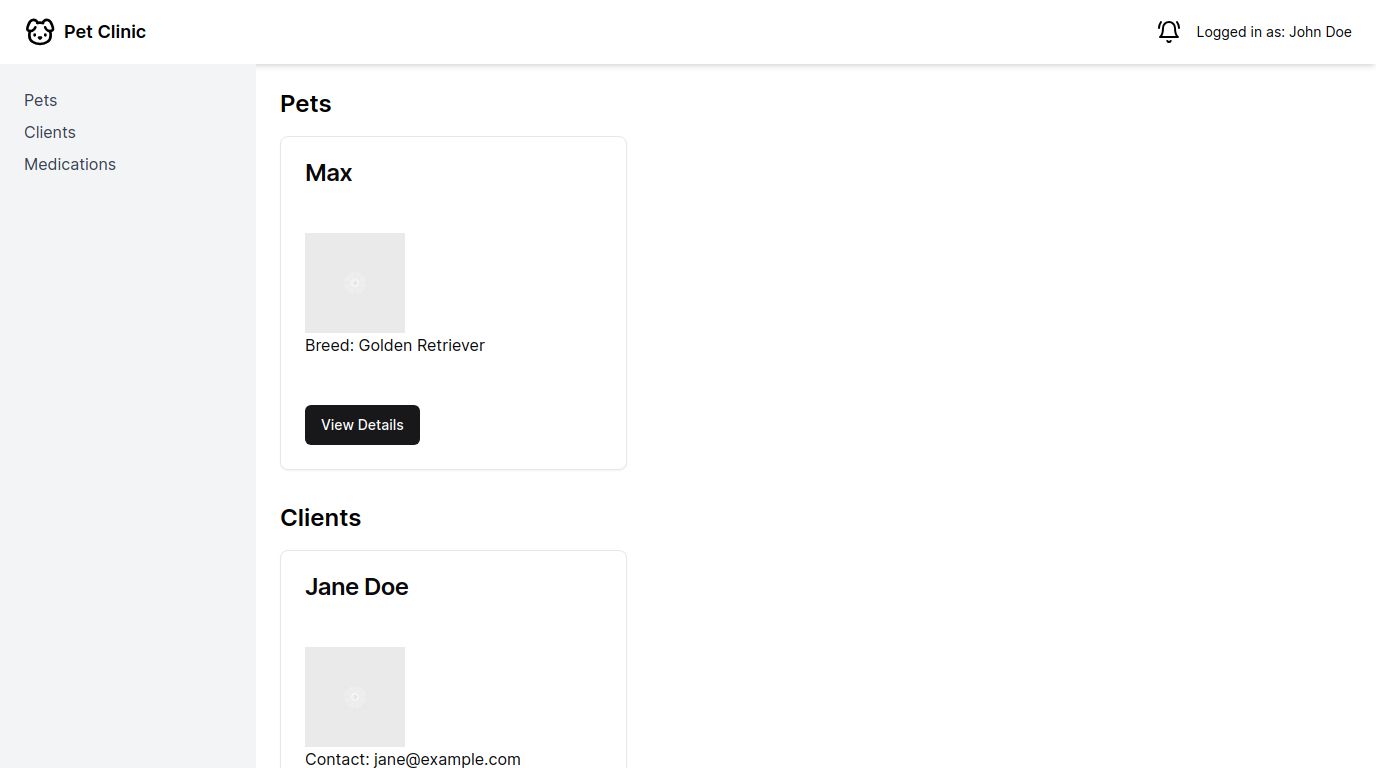 Pet Clinic
Logged in as: John Doe
Pets
Clients
Medications
Pets
Max
Breed: Golden Retriever
View Details
Clients
Jane Doe
Contact: jane@example.com